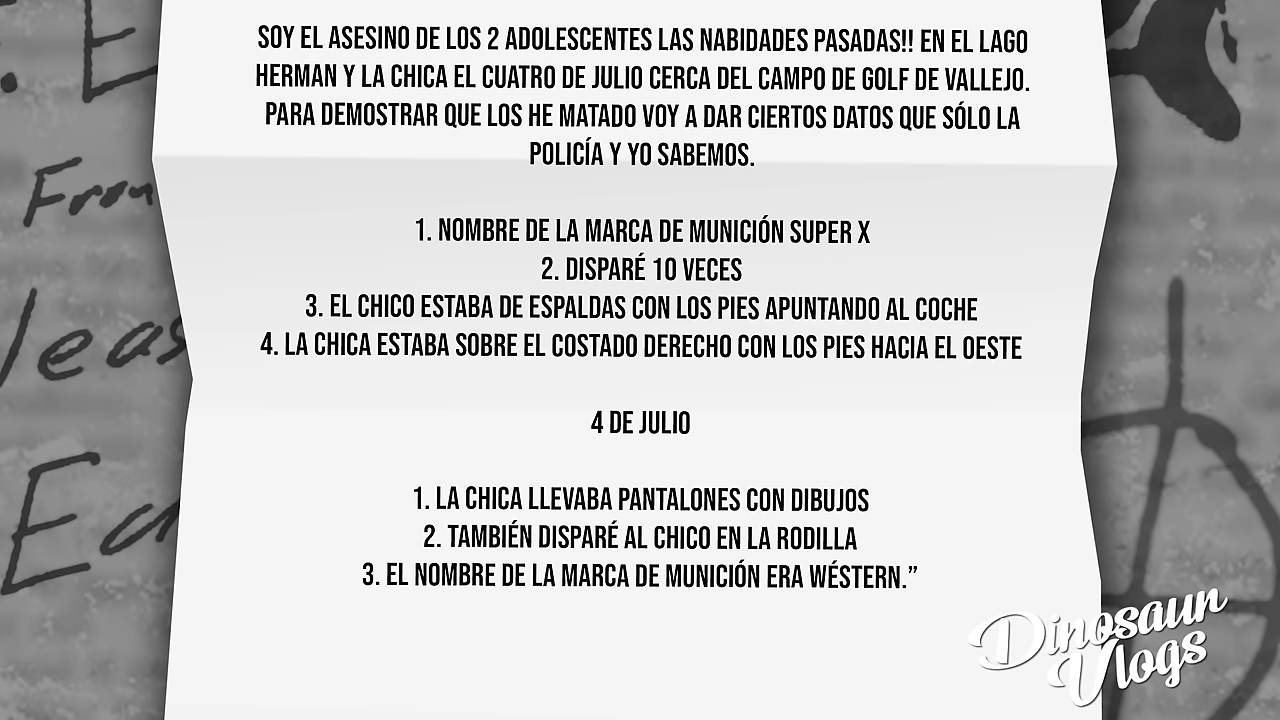 SOY EL ASESINO DE LOS 2 ADOLESCENTES LAS NABIDADES PASADAS!! EN EL LAGO
HERMAN Y LA CHICA EL CUATRO DE JULIO CERCA DEL CAMPO DE GOLF DE VALLEJO.
PARA DEMOSTRAR QUE LOS HE MATADO VOY A DAR CIERTOS DATOS QUE SÓLO LA
POLICÍA Y YO SABEMOS.
1. NOMBRE DE LA MARCA DE MUNICIÓN SUPER X
2. DISPARÉ 10 VECES
3. EL CHICO ESTABA DE ESPALDAS CON LOS PIES APUNTANDO AL COCHE
4. LA CHICA ESTABA SOBRE EL COSTADO DERECHO CON LOS PIES HACIA EL OESTE
4 DE JULIO
1. LA CHICA LLEVABA PANTALONES CON DIBUJOS
2. TAMBIÉN DISPARÉ AL CHICO EN LA RODILLA
3. EL NOMBRE DE LA MARCA DE MUNICIÓN ERA WÉSTERN.”
From
Dinosaun
Vlogs